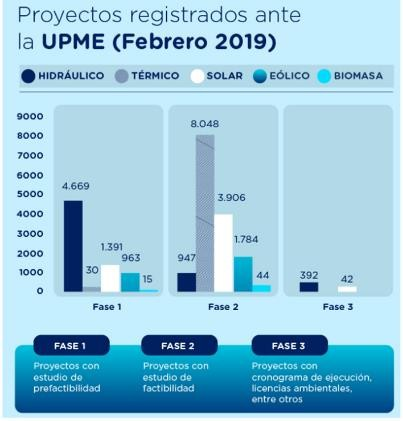 Proyectos registrados ante
la UPME (Febrero 2019)
HIDRÁULICO TÉRMICO SOLAR EÓLICO BIOMASA
9000
8000
7000
6000
5000
4000
3000
2000
1000
0
4.669
30
1.391
963
15
Fase 1
947
8.048
3.906
1.784
44
Fase 2
392
42
Fase 3
FASE 1
Proyectos con
estudio de
prefactibilidad
FASE 2
Proyectos con
estudio de
factibilidad
FASE 3
Proyectos con
cronograma de ejecución,
licencias ambientales,
entre otros